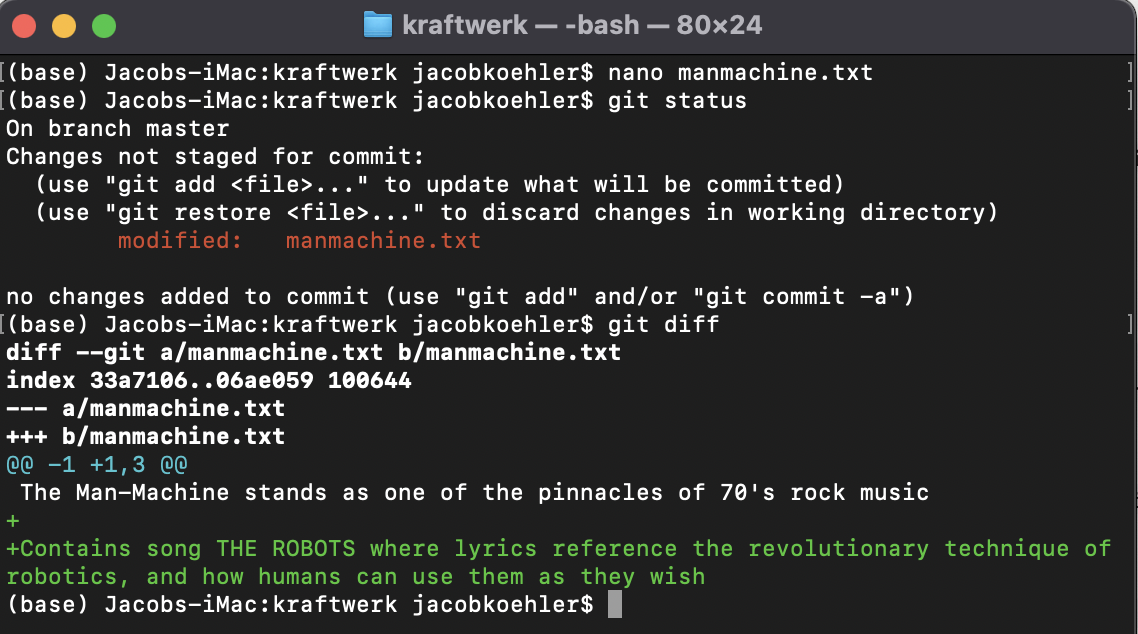 kraftwerk — -bash — 80×24
[(base) Jacobs-iMac:kraftwerk jacobkoehler$ nano manmachine.txt ]
[(base) Jacobs-iMac:kraftwerk jacobkoehler$ git status ]
On branch master
Changes not staged for commit:
  (use "git add <file>..." to update what will be committed)
  (use "git restore <file>..." to discard changes in working directory)
        modified:   manmachine.txt

no changes added to commit (use "git add" and/or "git commit -a")
[(base) Jacobs-iMac:kraftwerk jacobkoehler$ git diff ]
diff --git a/manmachine.txt b/manmachine.txt
index 33a7106..06ae059 100644
--- a/manmachine.txt
+++ b/manmachine.txt
@@ -1 +1,3 @@
 The Man-Machine stands as one of the pinnacles of 70's rock music
+
+Contains song THE ROBOTS where lyrics reference the revolutionary technique of
robotics, and how humans can use them as they wish
(base) Jacobs-iMac:kraftwerk jacobkoehler$